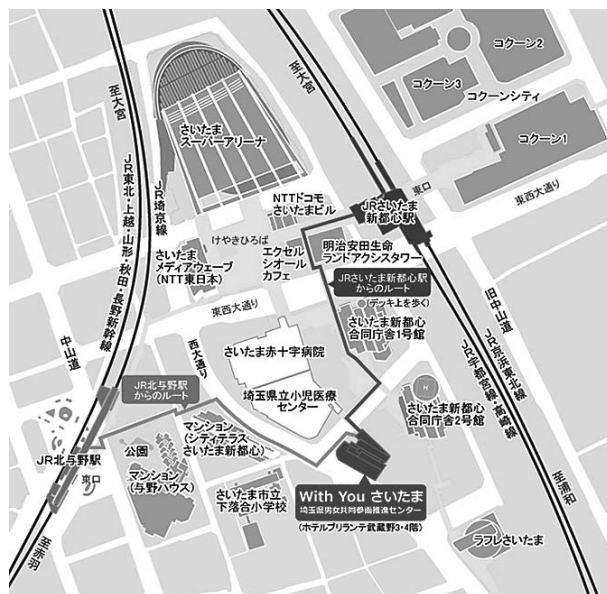 コクーン2
コクーン3
コクーンシティ
コクーン1
至大宮
至大宮
さいたま
スーパーアリーナ
JR東北・上越・山形・秋田・長野新幹線
JR埼京線
東口
東西大通り
JRさいたま
新都心駅
NTTドコモ
さいたまビル
けやきひろば
エクセル
シオール
カフェ
明治安田生命
ランドアクシスタワー
さいたま
メディアウェーブ
(NTT東日本)
JRさいたま新都心駅
からのルート
(デッキ上を歩く)
東西大通り
旧中山道
さいたま新都心
合同庁舎1号館
中山道
西大通り
さいたま赤十字病院
JR京浜東北線
JR宇都宮線・高崎線
JR北与野駅
からのルート
埼玉県立小児医療
センター
H
さいたま新都心
合同庁舎2号館
マンション
(シティテラス
さいたま新都心)
公園
JR北与野駅
マンション
(与野ハウス)
東口
さいたま市立
下落合小学校
With You さいたま
埼玉県男女共同参画推進センター
(ホテルブリランテ武蔵野3・4階)
至浦和
至赤羽
ラフレさいたま